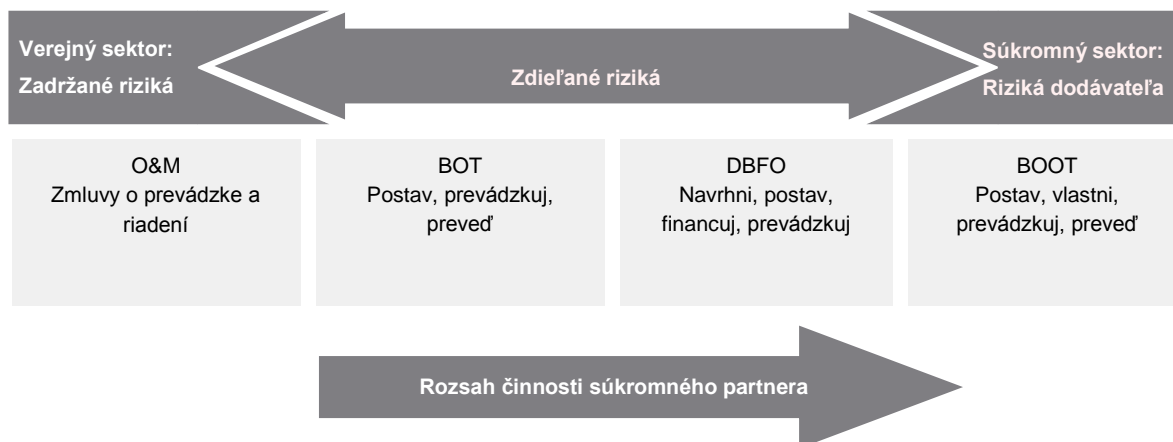 Verejný sektor:
Zadržané riziká
Zdieľané riziká
Súkromný sektor:
Riziká dodávateľa
O&M
Zmluvy o prevádzke a
riadení
BOT
Postav, prevádzkuj,
preveď
DBFO
Navrhni, postav,
financuj, prevádzkuj
BOOT
Postav, vlastni,
prevádzkuj, preveď
Rozsah činnosti súkromného partnera